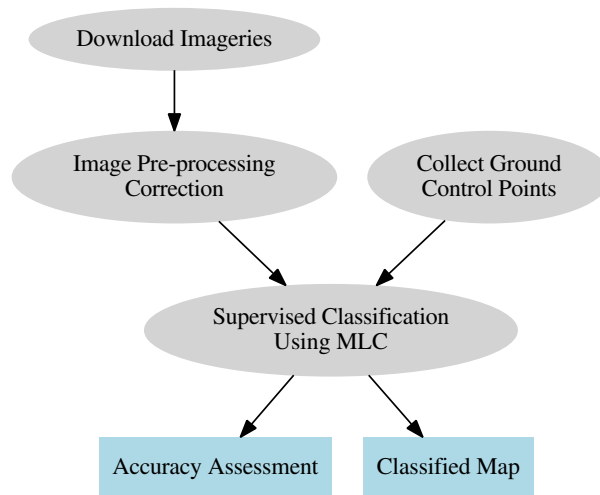 Download Imageries
Image Pre-processing
Correction
Collect Ground
Control Points
Supervised Classification
Using MLC
Accuracy Assessment
Classified Map